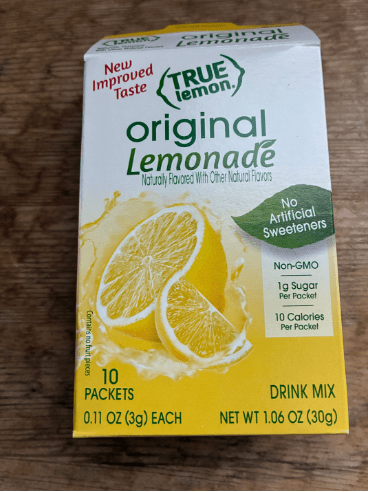 original
Lemonade
New
Improved
Taste
TRUE
lemon.
original
Lemonade
Naturally Flavored With Other Natural Flavors
No
Artificial
Sweeteners
Non-GMO
1g Sugar
Per Packet
10 Calories
Per Packet
Contains no fruit pieces
10
PACKETS
0.11 OZ (3g) EACH
DRINK MIX
NET WT 1.06 OZ (30g)